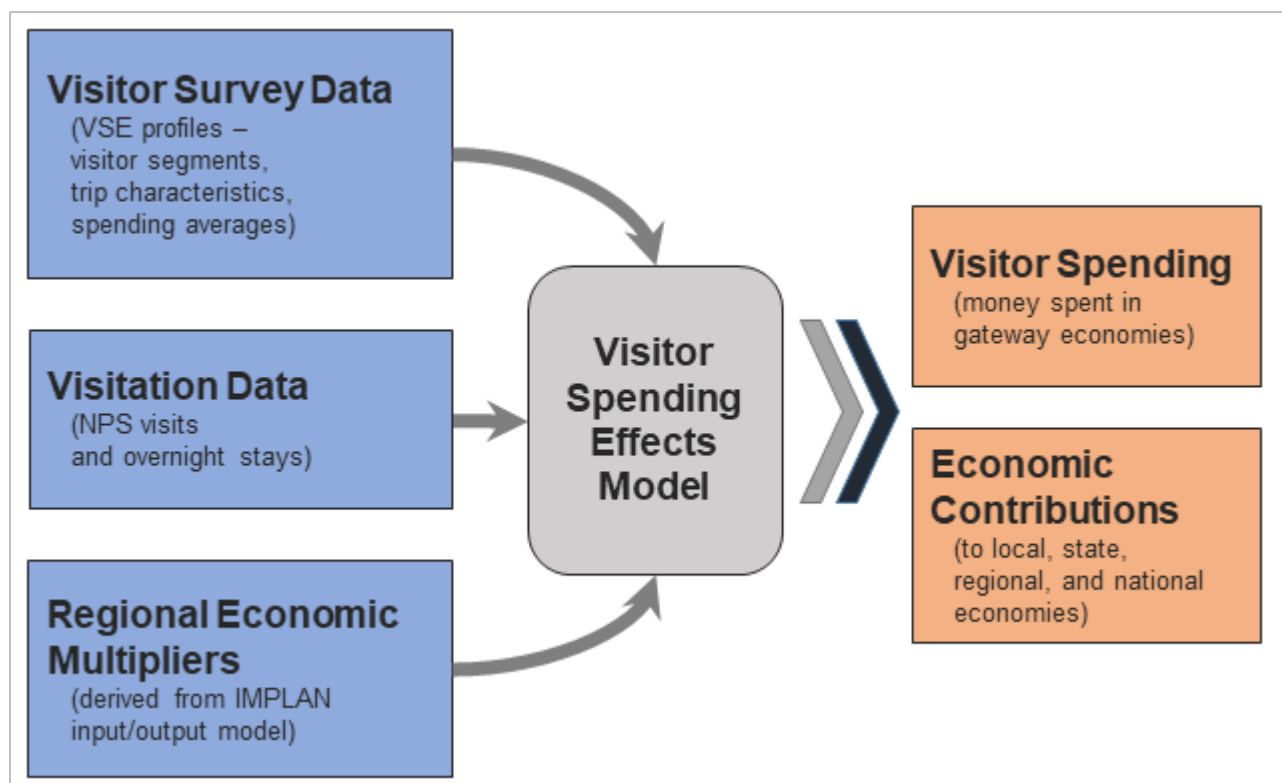 Visitor Survey Data
(VSE profiles –
visitor segments,
trip characteristics,
spending averages)
Visitation Data
(NPS visits
and overnight stays)
Regional Economic
Multipliers
(derived from IMPLAN
input/output model)
Visitor
Spending
Effects
Model
Visitor Spending
(money spent in
gateway economies)
Economic
Contributions
(to local, state,
regional, and national
economies)